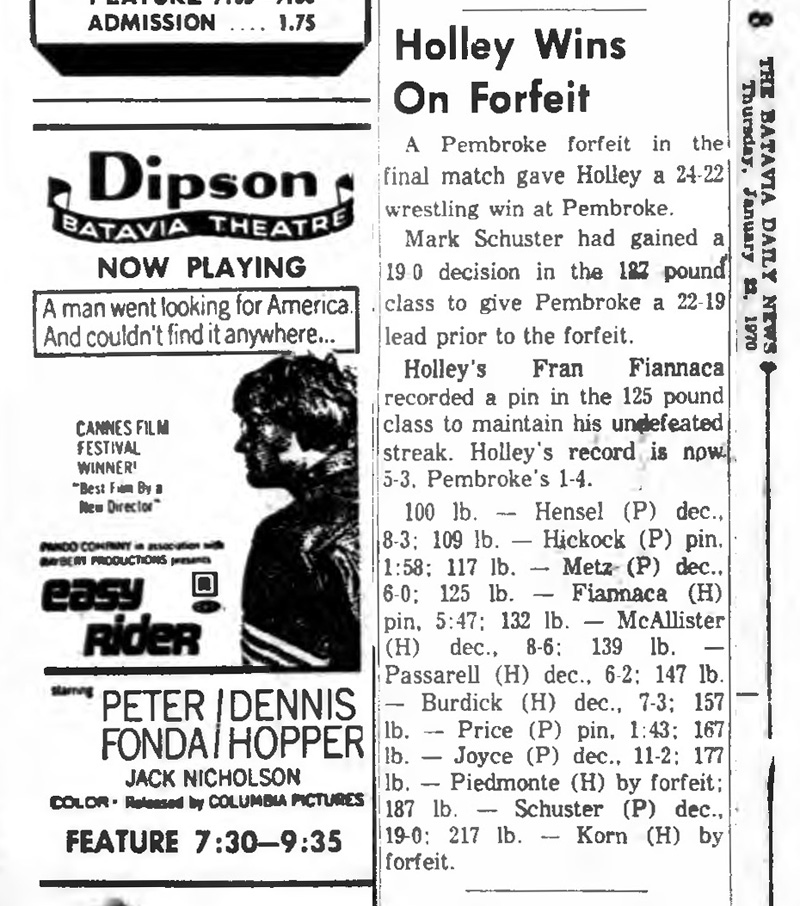 FEATURE 7:
ADMISSION .... 1.75
Dipson
BATAVIA THEATRE
NOW PLAYING
A man went looking for America.
And couldn't find it anywhere...
CANNES FILM
FESTIVAL
WINNER!
"Best Film By a
New Director"
PANDO COMPANY in association with
RAYBERT PRODUCTIONS presents
easy
Rider
R
starring
PETER / DENNIS
FONDA / HOPPER
JACK NICHOLSON
COLOR • Released by COLUMBIA PICTURES
FEATURE 7:30—9:35
Holley Wins
On Forfeit
A Pembroke forfeit in the
final match gave Holley a 24-22
wrestling win at Pembroke.
Mark Schuster had gained a
19-0 decision in the 187 pound
class to give Pembroke a 22-19
lead prior to the forfeit.
Holley's Fran Fiannaca
recorded a pin in the 125 pound
class to maintain his undefeated
streak. Holley's record is now
5-3, Pembroke's 1-4.
100 lb. — Hensel (P) dec.,
8-3; 109 lb. — Hickock (P) pin,
1:58; 117 lb. — Metz (P) dec.,
6-0; 125 lb. — Fiannaca (H)
pin, 5:47; 132 lb. — McAllister
(H) dec., 8-6; 139 lb. —
Passarell (H) dec., 6-2; 147 lb.
— Burdick (H) dec., 7-3; 157
lb. — Price (P) pin, 1:43; 167
lb. — Joyce (P) dec., 11-2; 177
lb. — Piedmonte (H) by forfeit;
187 lb. — Schuster (P) dec.,
19-0; 217 lb. — Korn (H) by
forfeit.
8
THE BATAVIA DAILY NEWS
Thursday, January 22, 1970